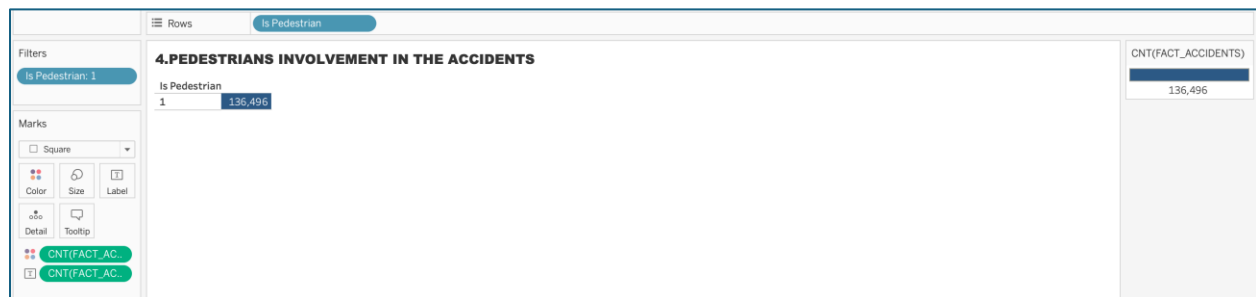 Rows
Is Pedestrian
Filters
Is Pedestrian: 1
Marks
Square
Color Size Label
Detail Tooltip
CNT(FACT_AC..
CNT(FACT_AC..
4.PEDESTRIANS INVOLVEMENT IN THE ACCIDENTS
Is Pedestrian
1 136,496
CNT(FACT_ACCIDENTS)
136,496